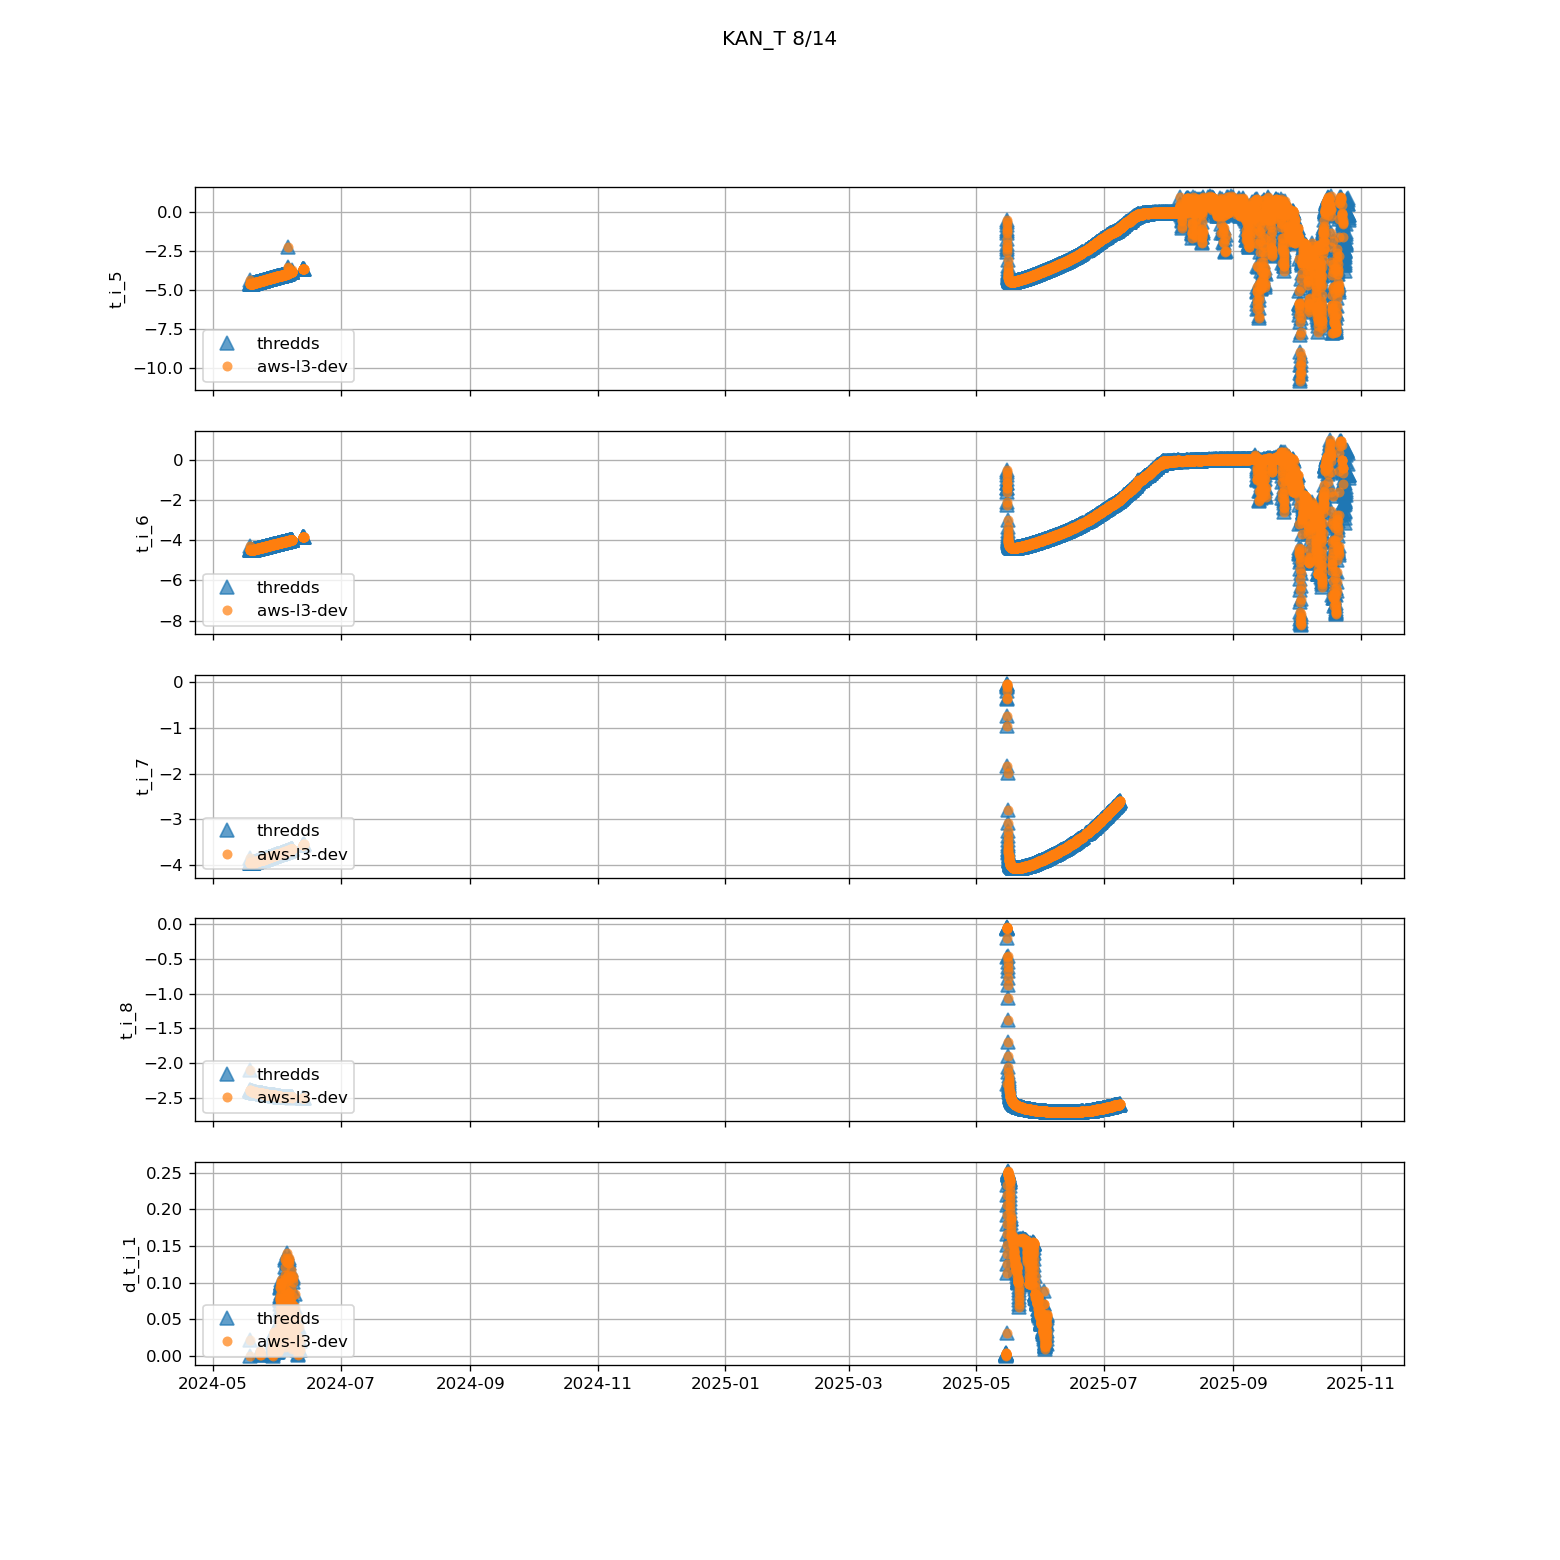 KAN_T 8/14
t_i_5
0.0
−2.5
−5.0
−7.5
−10.0
thredds
aws-l3-dev
t_i_6
0
−2
−4
−6
−8
thredds
aws-l3-dev
t_i_7
0
−1
−2
−3
−4
thredds
aws-l3-dev
t_i_8
0.0
−0.5
−1.0
−1.5
−2.0
−2.5
thredds
aws-l3-dev
d_t_i_1
0.25
0.20
0.15
0.10
0.05
0.00
thredds
aws-l3-dev
2024-05 2024-07 2024-09 2024-11 2025-01 2025-03 2025-05 2025-07 2025-09 2025-11